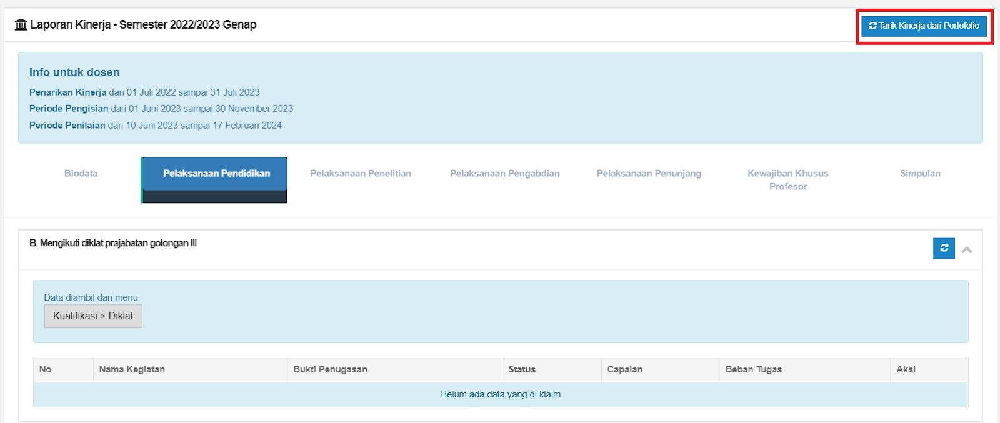 Laporan Kinerja - Semester 2022/2023 Genap
Tarik Kinerja dari Portofolio
Info untuk dosen
Penarikan Kinerja dari 01 Juli 2022 sampai 31 Juli 2023
Periode Pengisian dari 01 Juni 2023 sampai 30 November 2023
Periode Penilaian dari 10 Juni 2023 sampai 17 Februari 2024
Biodata
Pelaksanaan Pendidikan
Pelaksanaan Penelitian
Pelaksanaan Pengabdian
Pelaksanaan Penunjang
Kewajiban Khusus
Profesor
Simpulan
B. Mengikuti diklat prajabatan golongan III
Data diambil dari menu:
Kualifikasi > Diklat
No Nama Kegiatan Bukti Penugasan Status Capaian Beban Tugas Aksi
Belum ada data yang di klaim